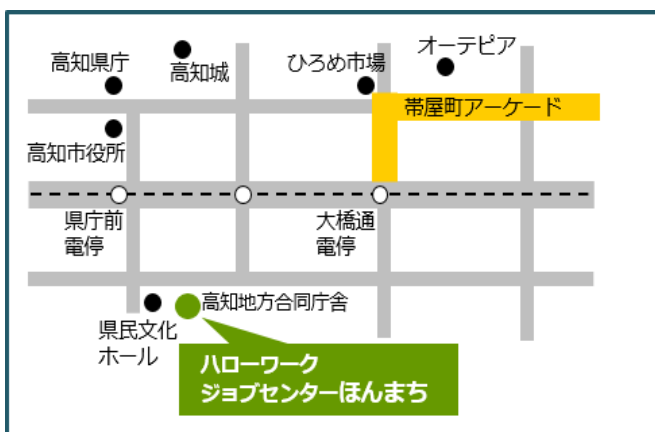 オーテピア
高知県庁
高知城
ひろめ市場
帯屋町アーケード
高知市役所
県庁前
電停
大橋通
電停
高知地方合同庁舎
県民文化
ホール
ハローワーク
ジョブセンターほんまち